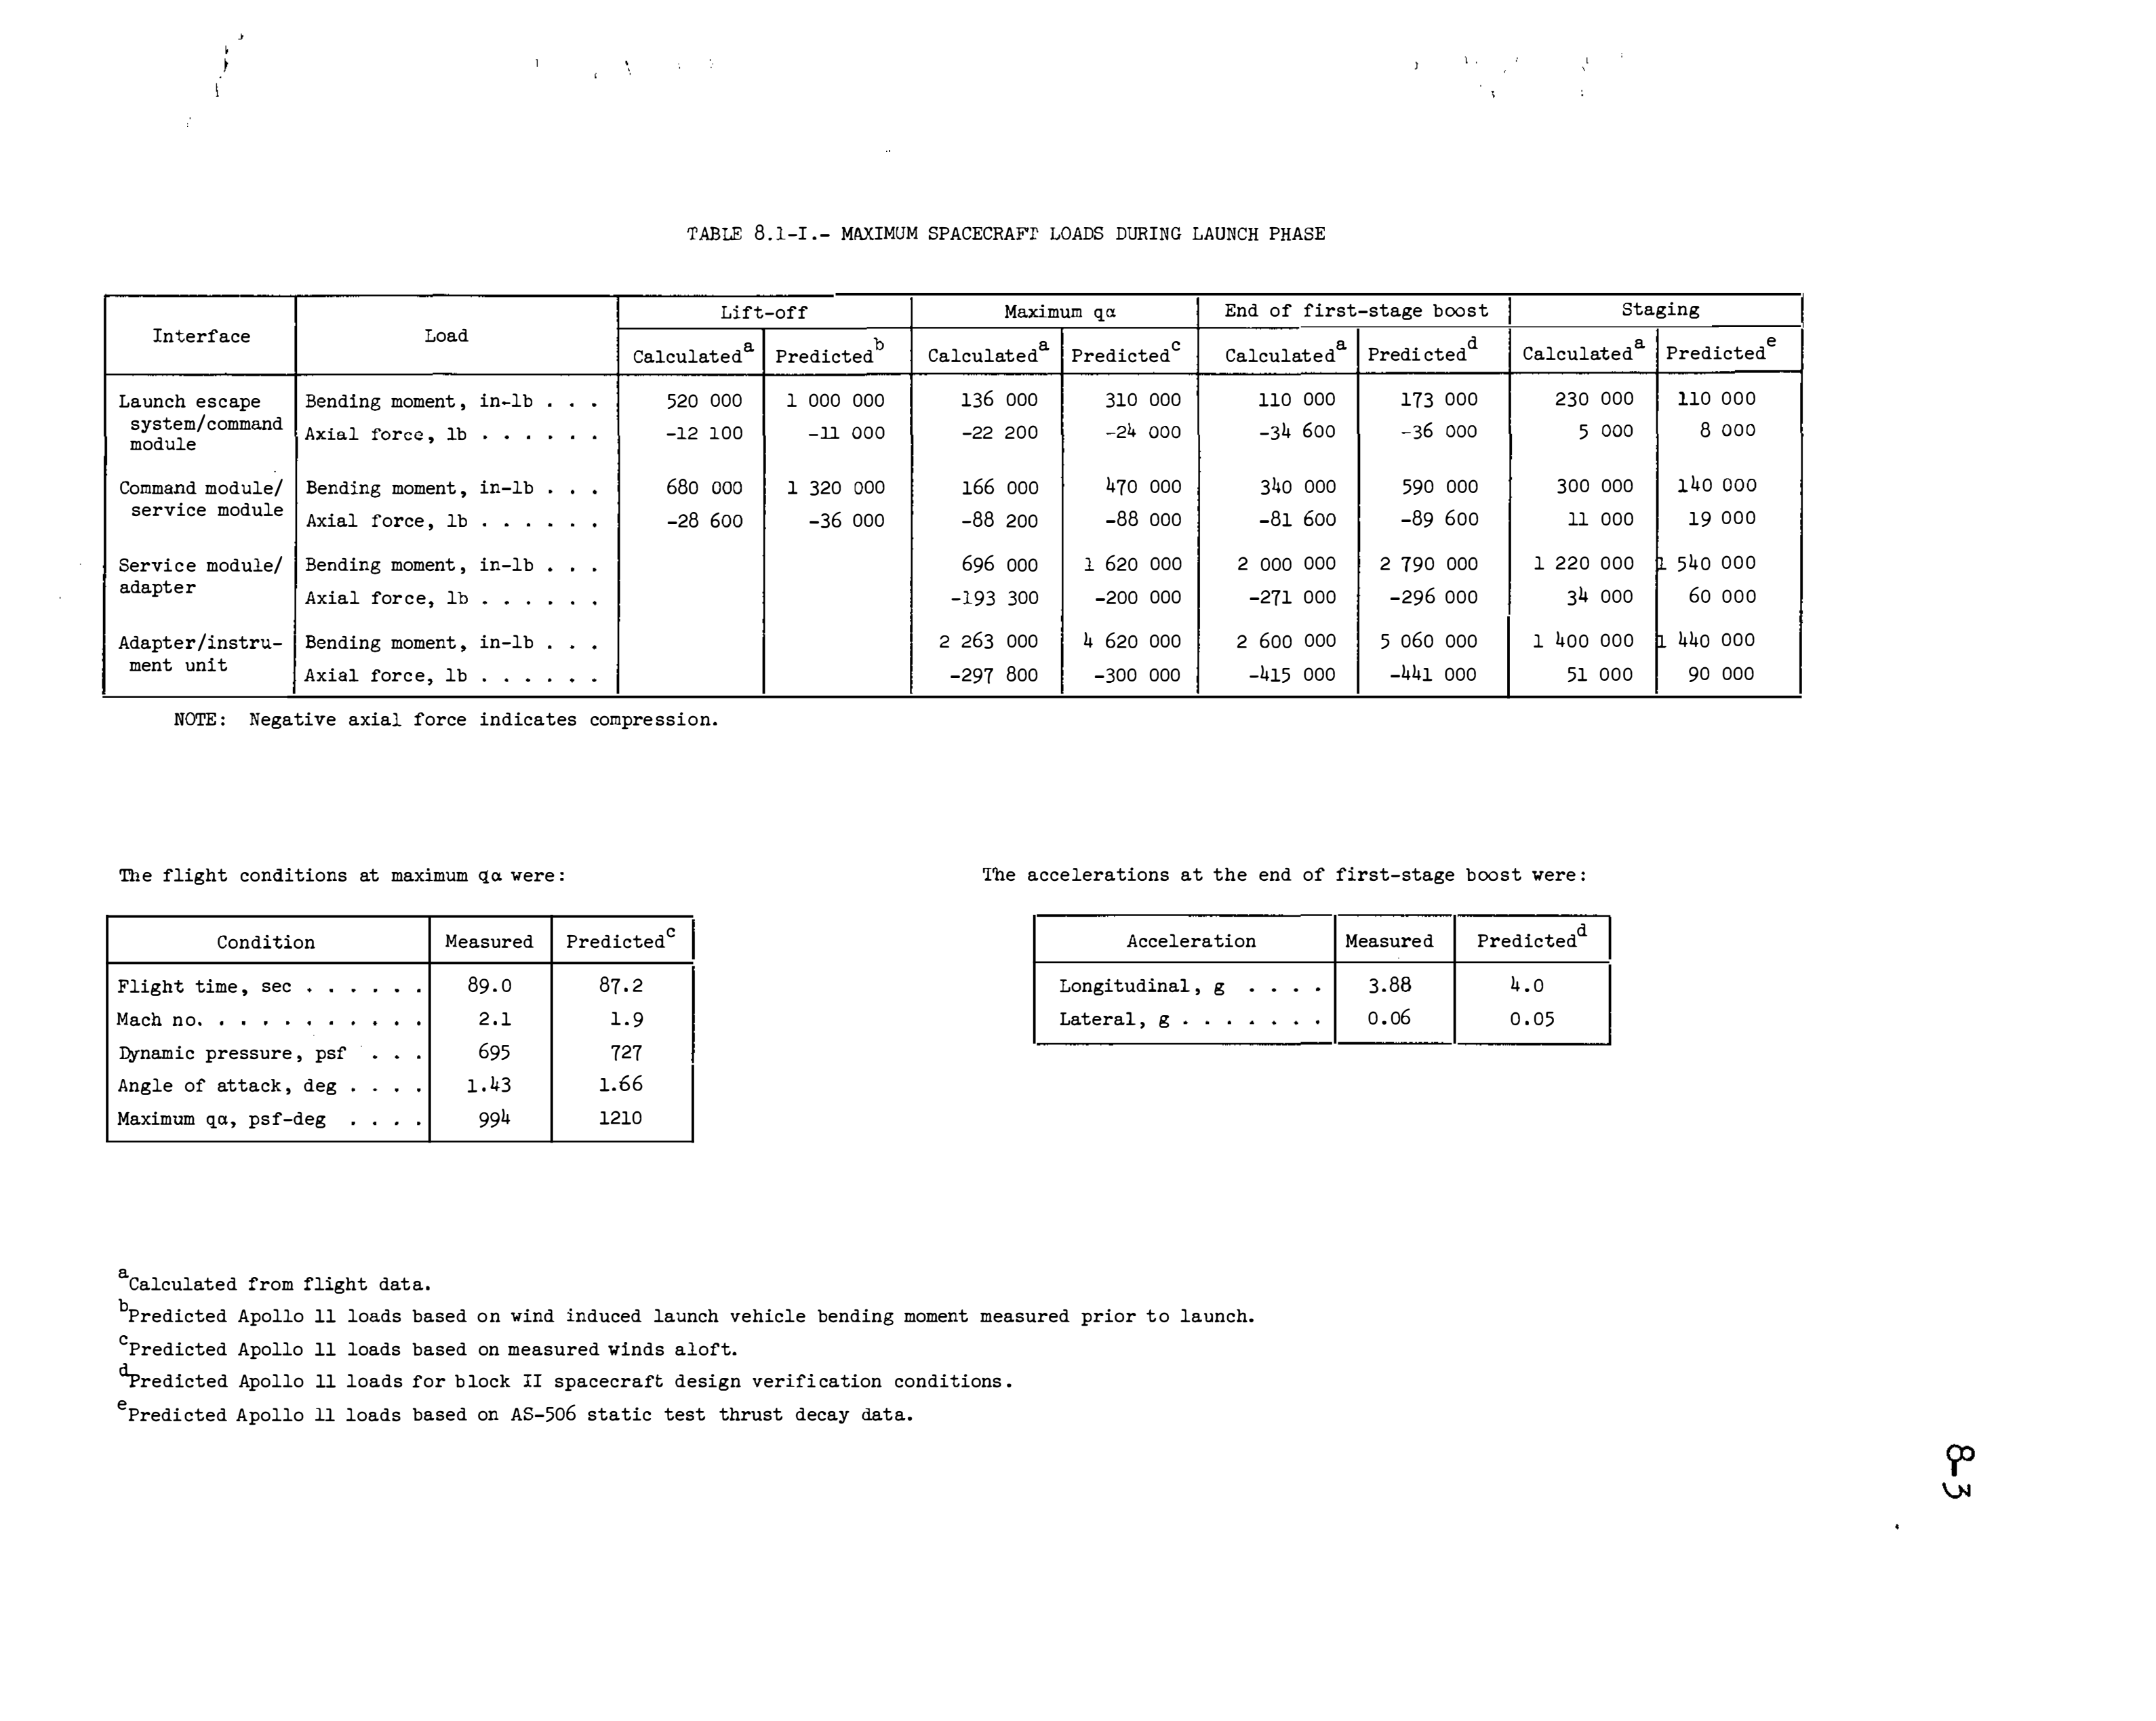 TABLE 8.1-I.- MAXIMUM SPACECRAFT LOADS DURING LAUNCH PHASE
Interface Load Lift-off Maximum qα End of first-stage boost Staging
Calculated^a Predicted^b Calculated^a Predicted^c Calculated^a Predicted^d Calculated^a Predicted^e
Launch escape Bending moment, in-lb . . . 520 000 1 000 000 136 000 310 000 110 000 173 000 230 000 110 000
system/command
module Axial force, lb . . . . . . -12 100 -11 000 -22 200 -24 000 -34 600 -36 000 5 000 8 000
Command module/ Bending moment, in-lb . . . 680 000 1 320 000 166 000 470 000 340 000 590 000 300 000 140 000
service module Axial force, lb . . . . . . -28 600 -36 000 -88 200 -88 000 -81 600 -89 600 11 000 19 000
Service module/ Bending moment, in-lb . . . 696 000 1 620 000 2 000 000 2 790 000 1 220 000 1 540 000
adapter Axial force, lb . . . . . . -193 300 -200 000 -271 000 -296 000 34 000 60 000
Adapter/instru- Bending moment, in-lb . . . 2 263 000 4 620 000 2 600 000 5 060 000 1 400 000 1 440 000
ment unit Axial force, lb . . . . . . -297 800 -300 000 -415 000 -441 000 51 000 90 000
NOTE: Negative axial force indicates compression.
The flight conditions at maximum qα were:
Condition Measured Predicted^c
Flight time, sec . . . . . . 89.0 87.2
Mach no. . . . . . . . . . . 2.1 1.9
Dynamic pressure, psf . . . 695 727
Angle of attack, deg . . . . 1.43 1.66
Maximum qα, psf-deg . . . . 994 1210
The accelerations at the end of first-stage boost were:
Acceleration Measured Predicted^d
Longitudinal, g . . . . 3.88 4.0
Lateral, g . . . . . . . 0.06 0.05
^aCalculated from flight data.
^bPredicted Apollo 11 loads based on wind induced launch vehicle bending moment measured prior to launch.
^cPredicted Apollo 11 loads based on measured winds aloft.
^dPredicted Apollo 11 loads for block II spacecraft design verification conditions.
^ePredicted Apollo 11 loads based on AS-506 static test thrust decay data.
8-3